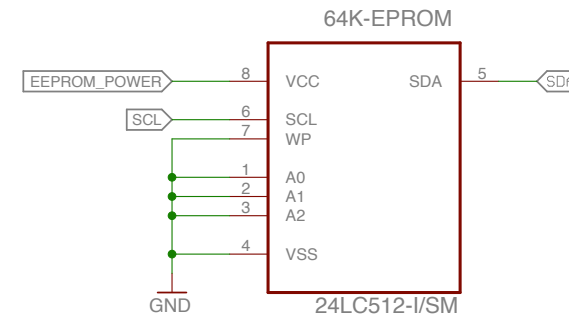 64K-EPROM
EEPROM_POWER 8 VCC SDA 5
SCL 6 SCL
7 WP
1 A0
2 A1
3 A2
4 VSS
GND 24LC512-I/SM